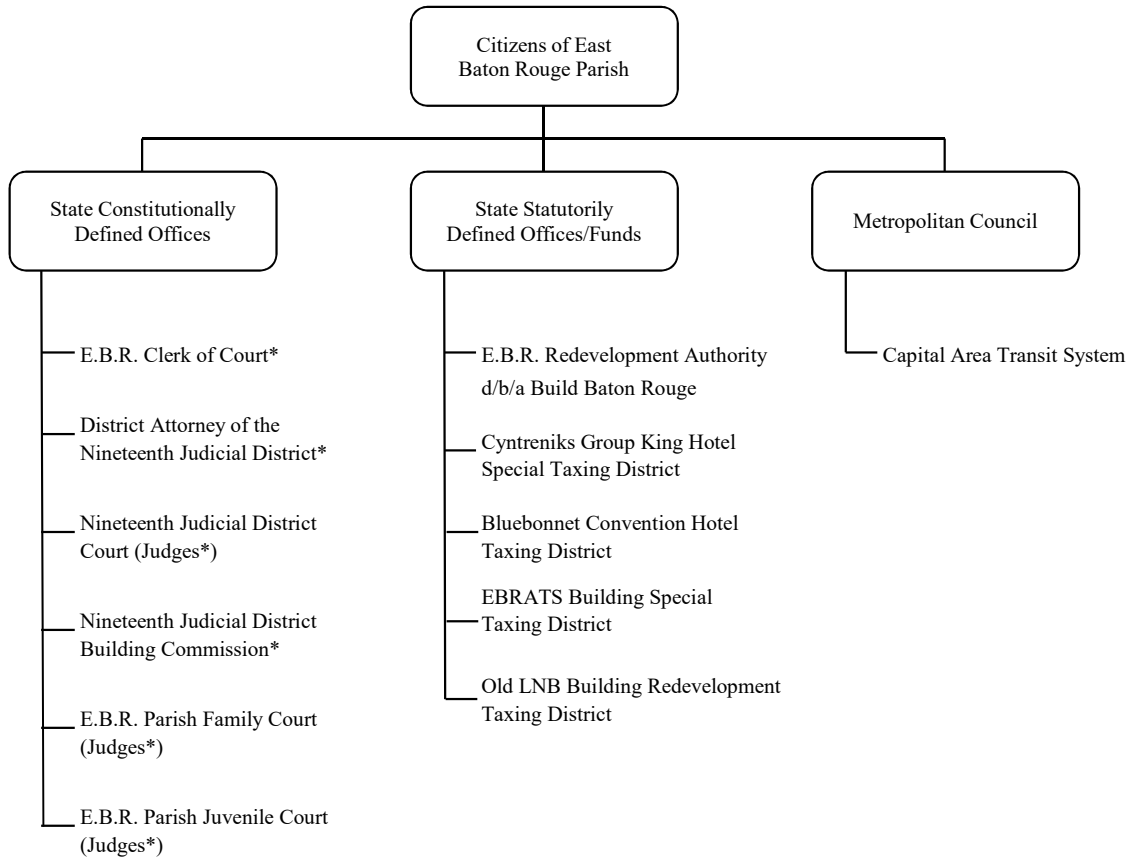 Citizens of East
Baton Rouge Parish
State Constitutionally
Defined Offices
State Statutorily
Defined Offices/Funds
Metropolitan Council
E.B.R. Clerk of Court*
District Attorney of the
Nineteenth Judicial District*
Nineteenth Judicial District
Court (Judges*)
Nineteenth Judicial District
Building Commission*
E.B.R. Parish Family Court
(Judges*)
E.B.R. Parish Juvenile Court
(Judges*)
E.B.R. Redevelopment Authority
d/b/a Build Baton Rouge
Cyntreniks Group King Hotel
Special Taxing District
Bluebonnet Convention Hotel
Taxing District
EBRATS Building Special
Taxing District
Old LNB Building Redevelopment
Taxing District
Capital Area Transit System